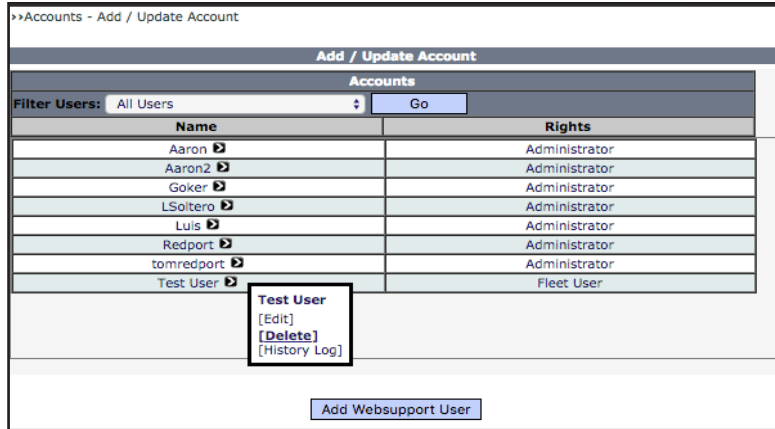 ››Accounts - Add / Update Account
Add / Update Account
Accounts
Filter Users: All Users Go
Name Rights
Aaron Administrator
Aaron2 Administrator
Goker Administrator
LSoltero Administrator
Luis Administrator
Redport Administrator
tomredport Administrator
Test User Fleet User
Test User
[Edit]
[Delete]
[History Log]
Add Websupport User